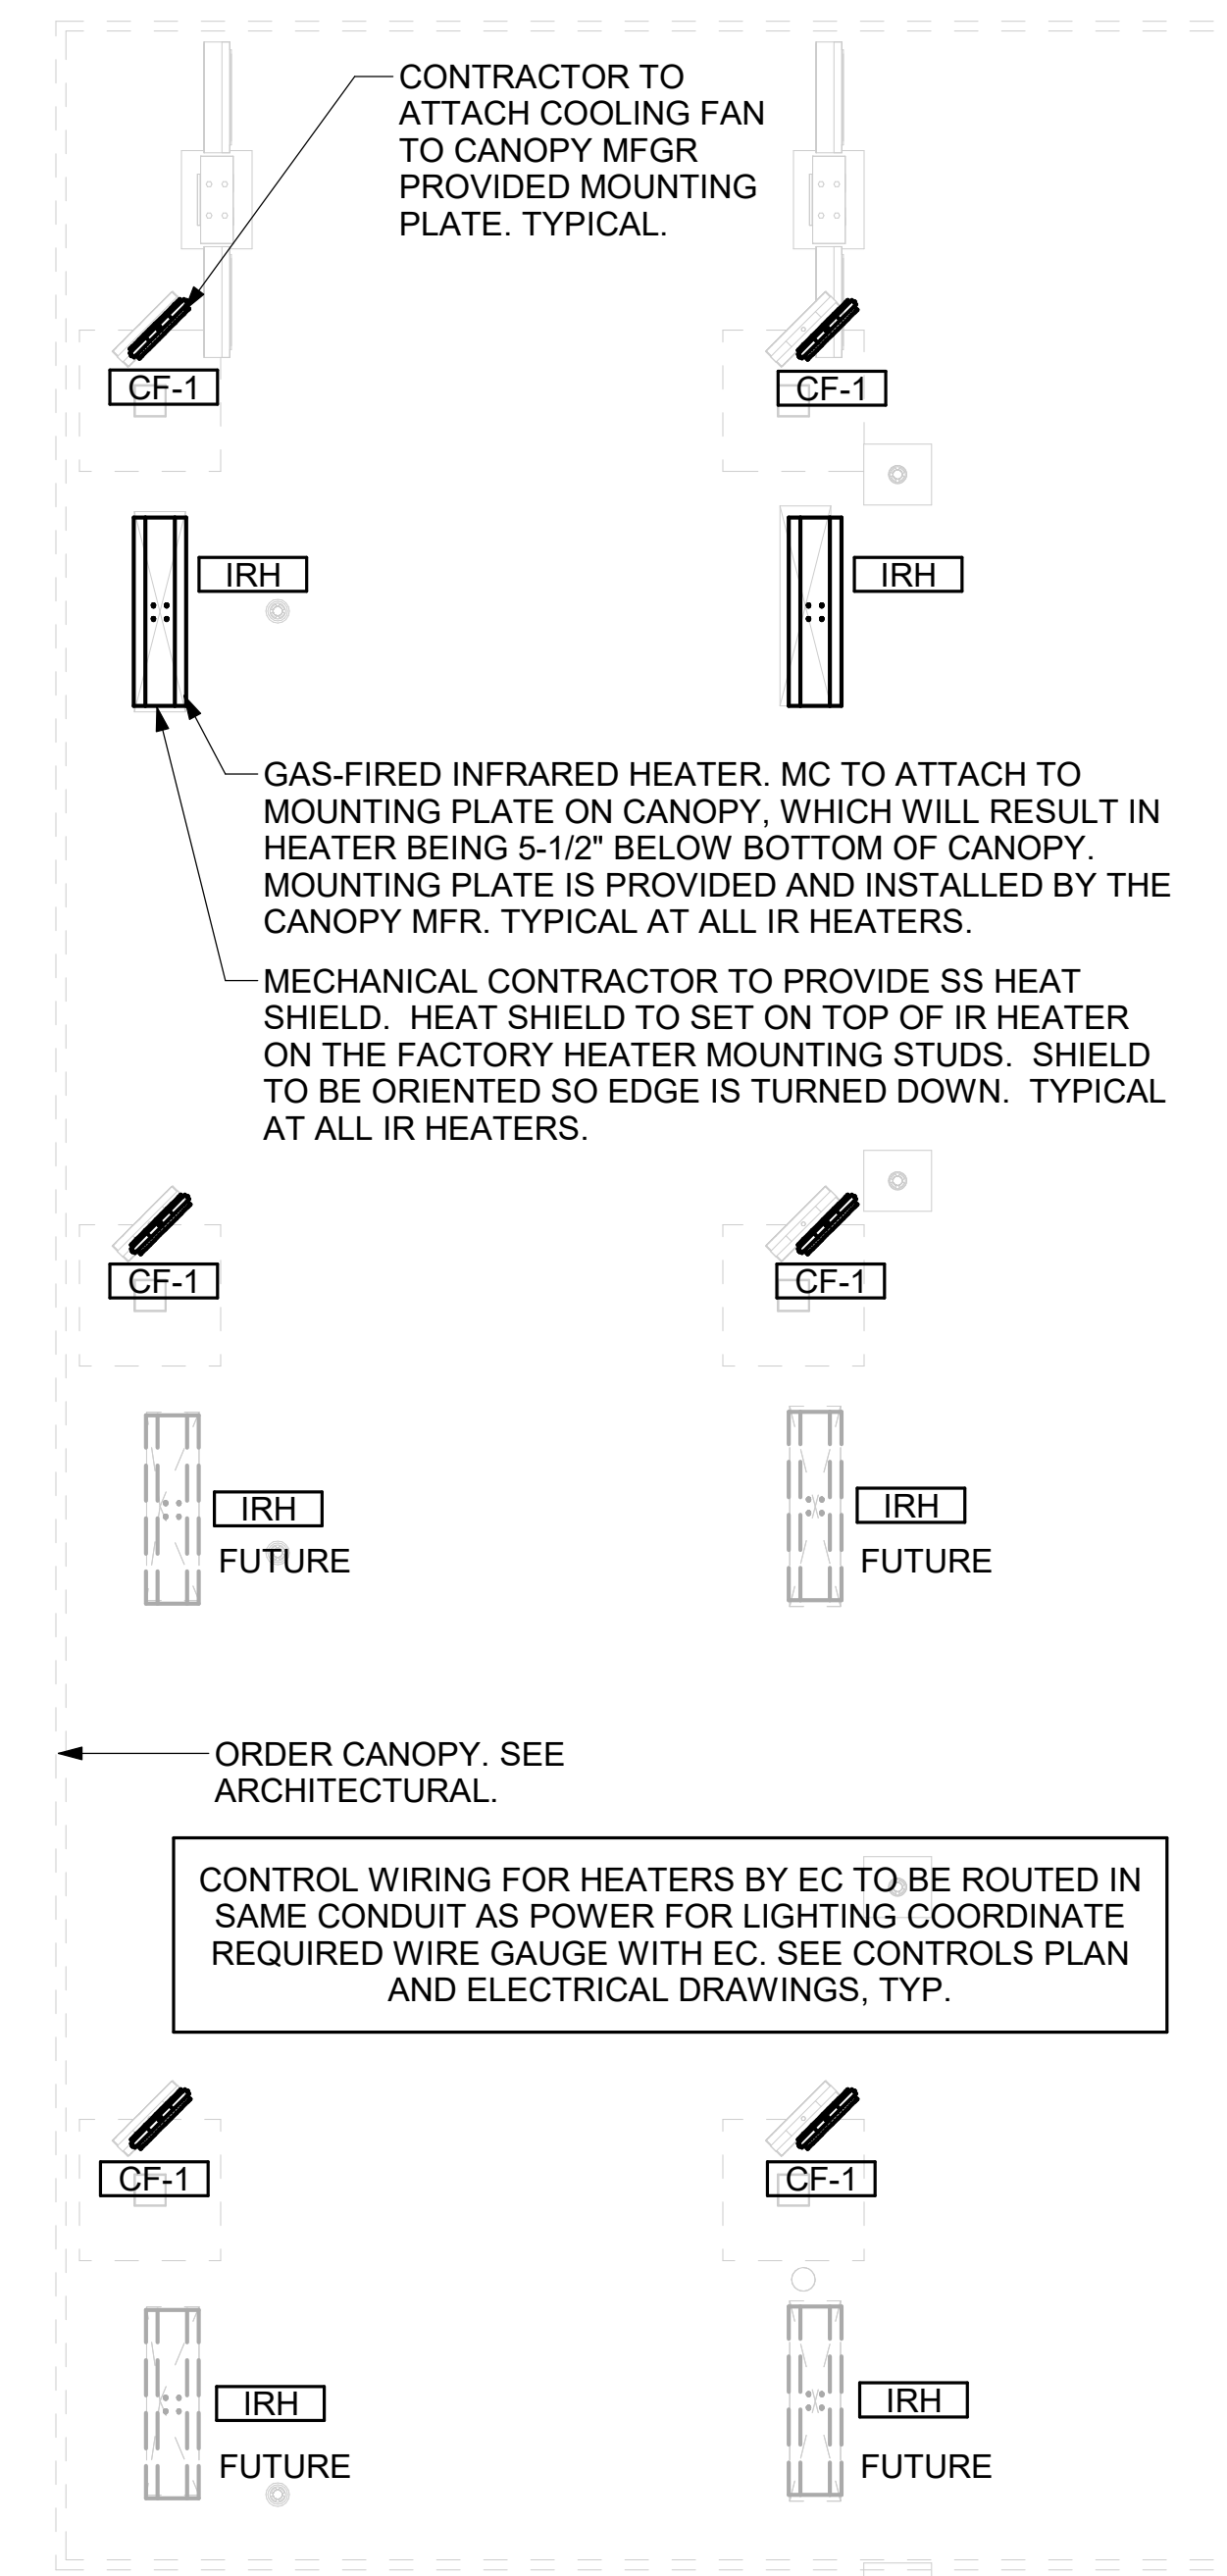 CONTRACTOR TO
ATTACH COOLING FAN
TO CANOPY MFGR
PROVIDED MOUNTING
PLATE. TYPICAL.
CF-1
CF-1
IRH
IRH
GAS-FIRED INFRARED HEATER. MC TO ATTACH TO
MOUNTING PLATE ON CANOPY, WHICH WILL RESULT IN
HEATER BEING 5-1/2" BELOW BOTTOM OF CANOPY.
MOUNTING PLATE IS PROVIDED AND INSTALLED BY THE
CANOPY MFR. TYPICAL AT ALL IR HEATERS.
MECHANICAL CONTRACTOR TO PROVIDE SS HEAT
SHIELD. HEAT SHIELD TO SET ON TOP OF IR HEATER
ON THE FACTORY HEATER MOUNTING STUDS. SHIELD
TO BE ORIENTED SO EDGE IS TURNED DOWN. TYPICAL
AT ALL IR HEATERS.
CF-1
CF-1
IRH
IRH
FUTURE
FUTURE
ORDER CANOPY. SEE
ARCHITECTURAL.
CONTROL WIRING FOR HEATERS BY EC TO BE ROUTED IN
SAME CONDUIT AS POWER FOR LIGHTING COORDINATE
REQUIRED WIRE GAUGE WITH EC. SEE CONTROLS PLAN
AND ELECTRICAL DRAWINGS, TYP.
CF-1
CF-1
IRH
IRH
FUTURE
FUTURE